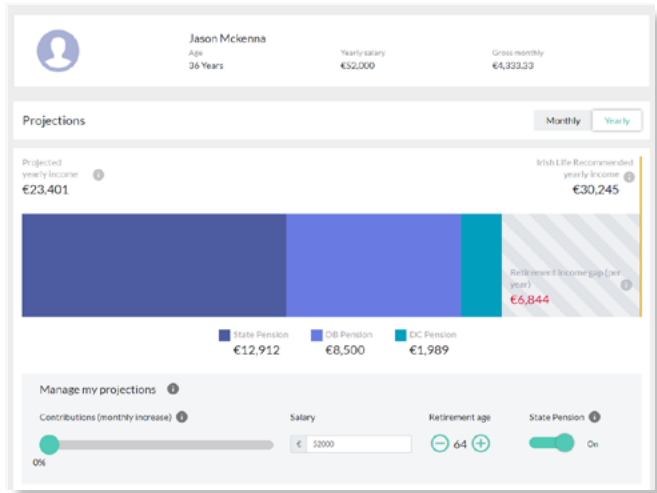 Jason Mckenna
Age
Yearly salary
Gross monthly
36 Years
€52,000
€4,333.33
Projections
Monthly
Yearly
Projected
yearly income
€23,401
Irish Life Recommended
yearly income
€30,245
Retirement income gap (per
year)
€6,844
State Pension
DB Pension
DC Pension
€12,912
€8,500
€1,989
Manage my projections
Contributions (monthly increase)
Salary
Retirement age
State Pension
€ 52000
64
On
0%